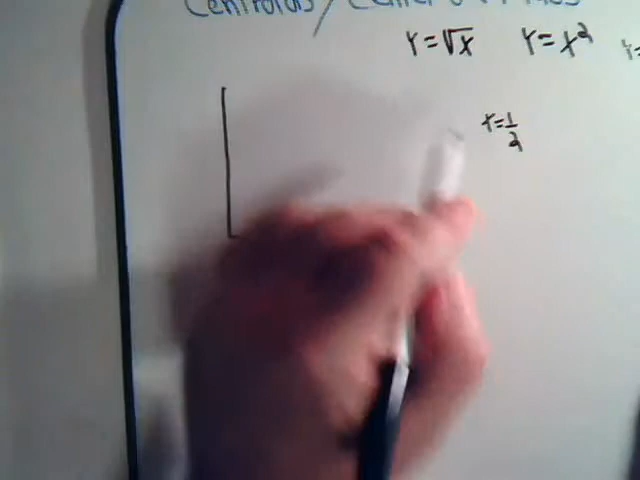 Centroids / Center of Mass
Y = √x Y = x² Y =
x = 1/2